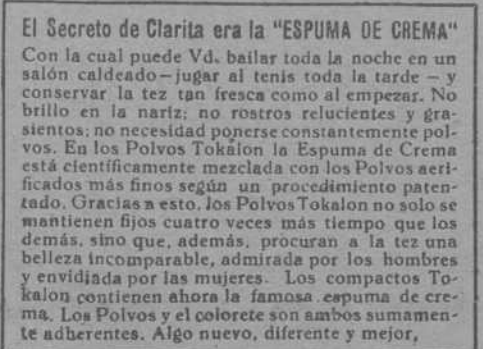 El Secreto de Clarita era la "ESPUMA DE CREMA"
Con la cual puede Vd. bailar toda la noche en un
salón caldeado—jugar al tenis toda la tarde — y
conservar la tez tan fresca como al empezar. No
brillo en la nariz; no rostros relucientes y gra-
sientos; no necesidad ponerse constantemente pol-
vos. En los Polvos Tokalon la Espuma de Crema
está científicamente mezclada con los Polvos aeri-
ficados más finos según un procedimiento paten-
tado. Gracias a esto, los Polvos Tokalon no solo se
mantienen fijos cuatro veces más tiempo que los
demás, sino que, además, procuran a la tez una
belleza incomparable, admirada por los hombres
y envidiada por las mujeres. Los compactos To-
kalon contienen ahora la famosa espuma de cre-
ma. Los Polvos y el colorete son ambos sumamen-
te adherentes. Algo nuevo, diferente y mejor,